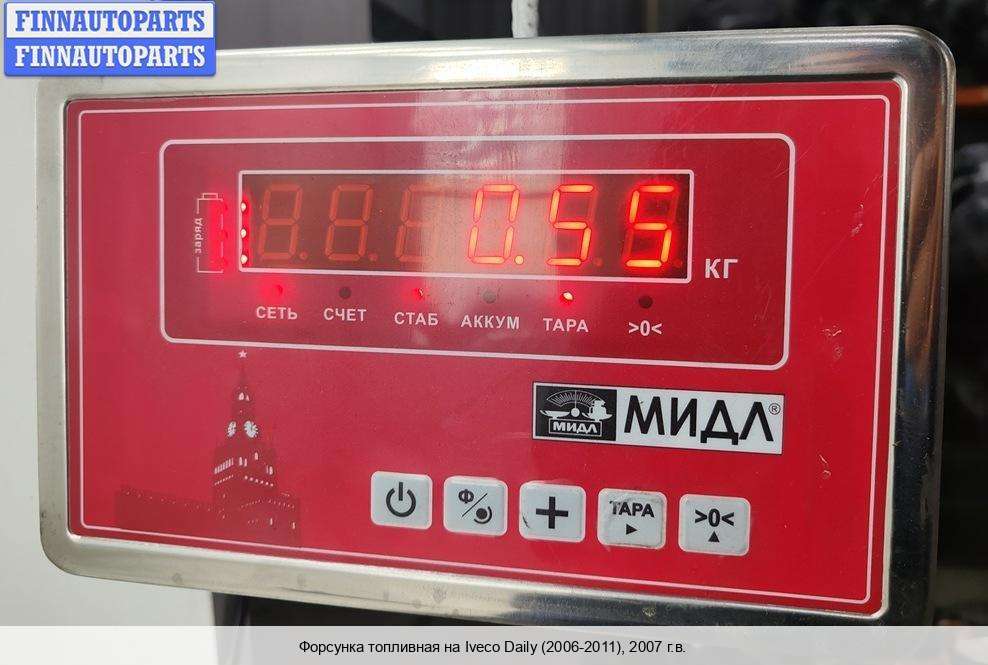 FINNAUTOPARTS
FINNAUTOPARTS
заряд
0.55
КГ
СЕТЬ СЧЕТ СТАБ АККУМ ТАРА >0<
МИДЛ МИДЛ®
Ф ТАРА >0<
Форсунка топливная на Iveco Daily (2006-2011), 2007 г.в.